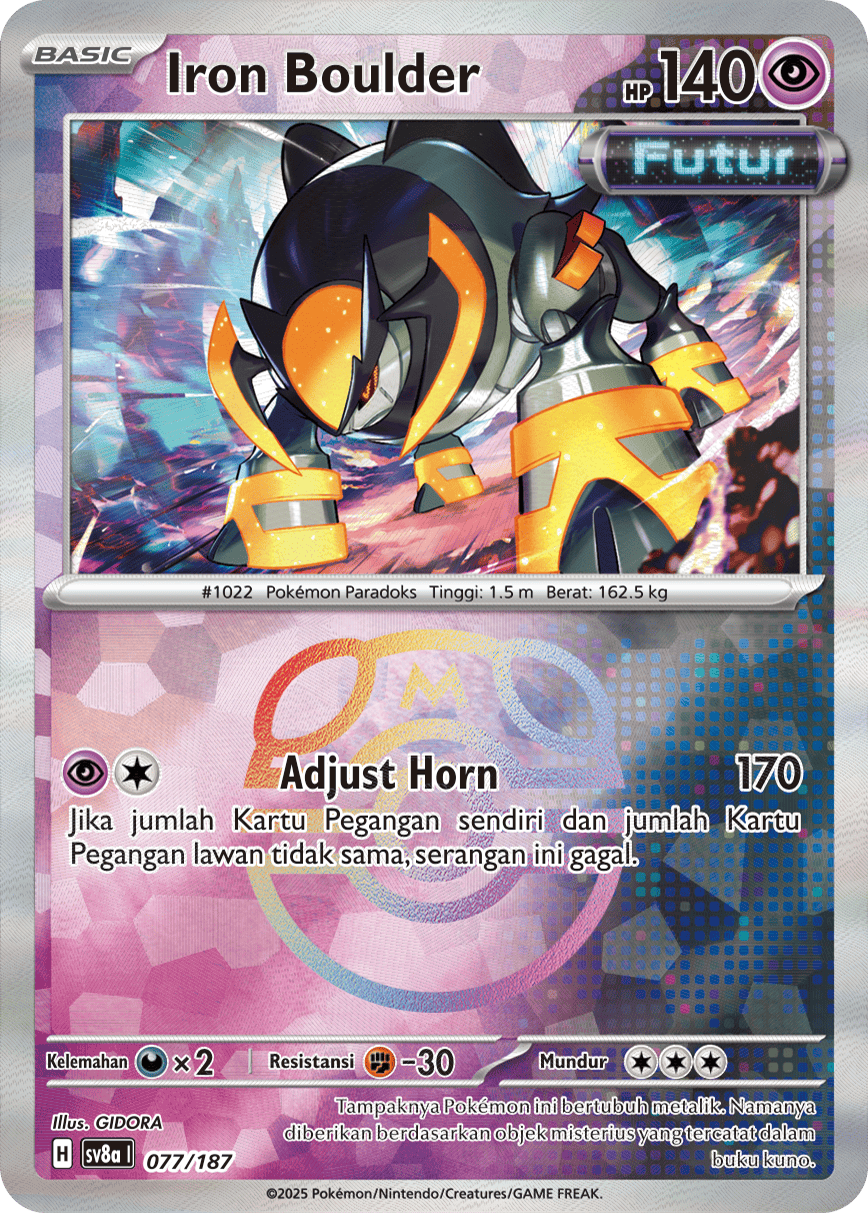 BASIC
Iron Boulder
HP 140
Futur
#1022 Pokémon Paradoks Tinggi: 1.5 m Berat: 162.5 kg
M
Adjust Horn 170
Jika jumlah Kartu Pegangan sendiri dan jumlah Kartu
Pegangan lawan tidak sama, serangan ini gagal.
Kelemahan ×2 Resistansi -30 Mundur
Illus. GIDORA
Tampaknya Pokémon ini bertubuh metalik. Namanya
diberikan berdasarkan objek misterius yang tercatat dalam
buku kuno.
H sv8a I 077/187
©2025 Pokémon/Nintendo/Creatures/GAME FREAK.